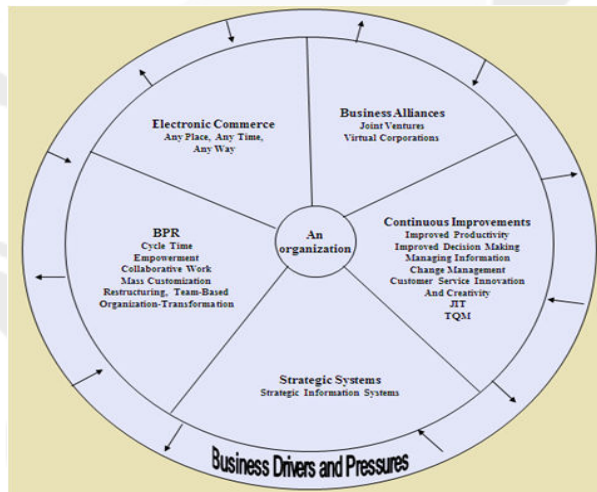 Electronic Commerce
Any Place, Any Time,
Any Way
Business Alliances
Joint Ventures
Virtual Corporations
BPR
Cycle Time
Empowerment
Collaborative Work
Mass Customization
Restructuring, Team-Based
Organization-Transformation
An
organization
Continuous Improvements
Improved Productivity
Improved Decision Making
Managing Information
Change Management
Customer Service Innovation
And Creativity
JIT
TQM
Strategic Systems
Strategic Information Systems
Business Drivers and Pressures